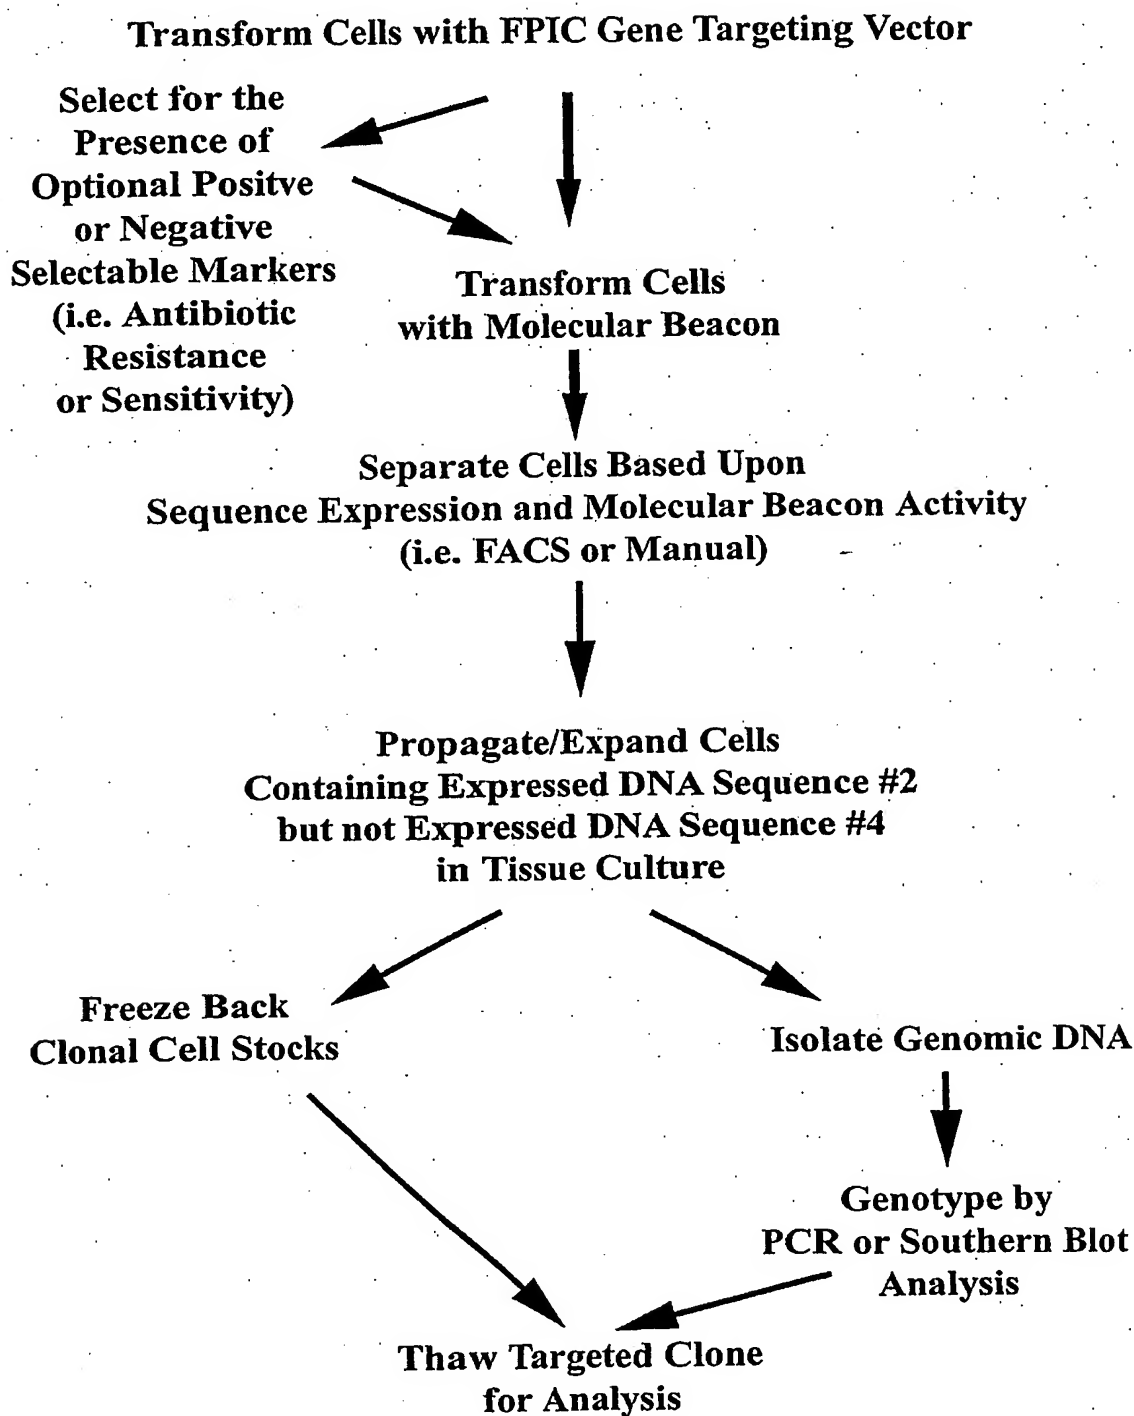 Transform Cells with FPIC Gene Targeting Vector
Select for the
Presence of
Optional Positve
or Negative
Selectable Markers
(i.e. Antibiotic
Resistance
or Sensitivity)
Transform Cells
with Molecular Beacon
Separate Cells Based Upon
Sequence Expression and Molecular Beacon Activity
(i.e. FACS or Manual)
Propagate/Expand Cells
Containing Expressed DNA Sequence #2
but not Expressed DNA Sequence #4
in Tissue Culture
Freeze Back
Clonal Cell Stocks
Isolate Genomic DNA
Genotype by
PCR or Southern Blot
Analysis
Thaw Targeted Clone
for Analysis